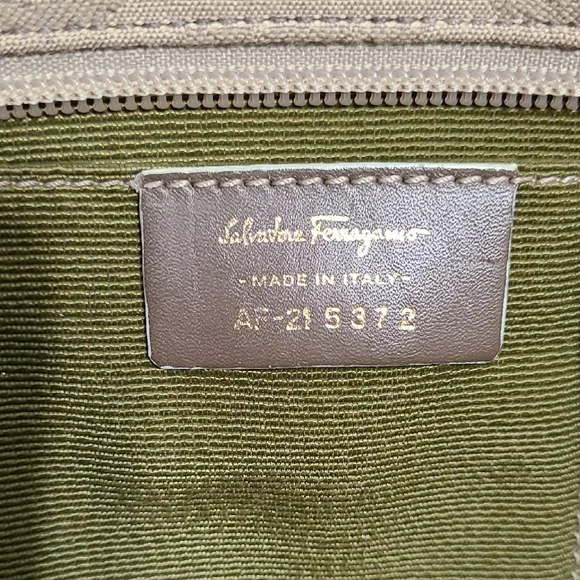 Salvatore Ferragamo
- MADE IN ITALY -
AF-21 5372